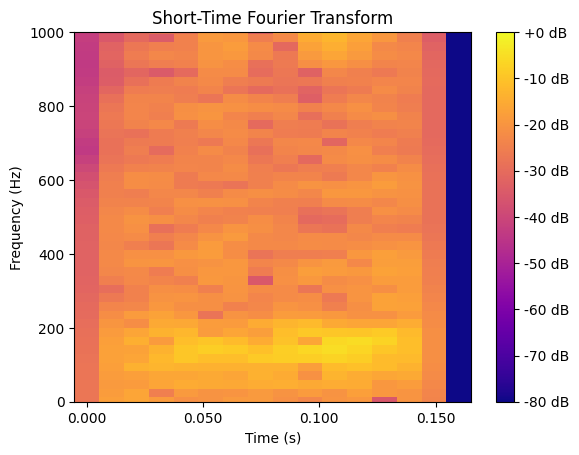 Short-Time Fourier Transform
1000
800
600
400
200
0
Frequency (Hz)
0.000
0.050
0.100
0.150
Time (s)
+0 dB
-10 dB
-20 dB
-30 dB
-40 dB
-50 dB
-60 dB
-70 dB
-80 dB